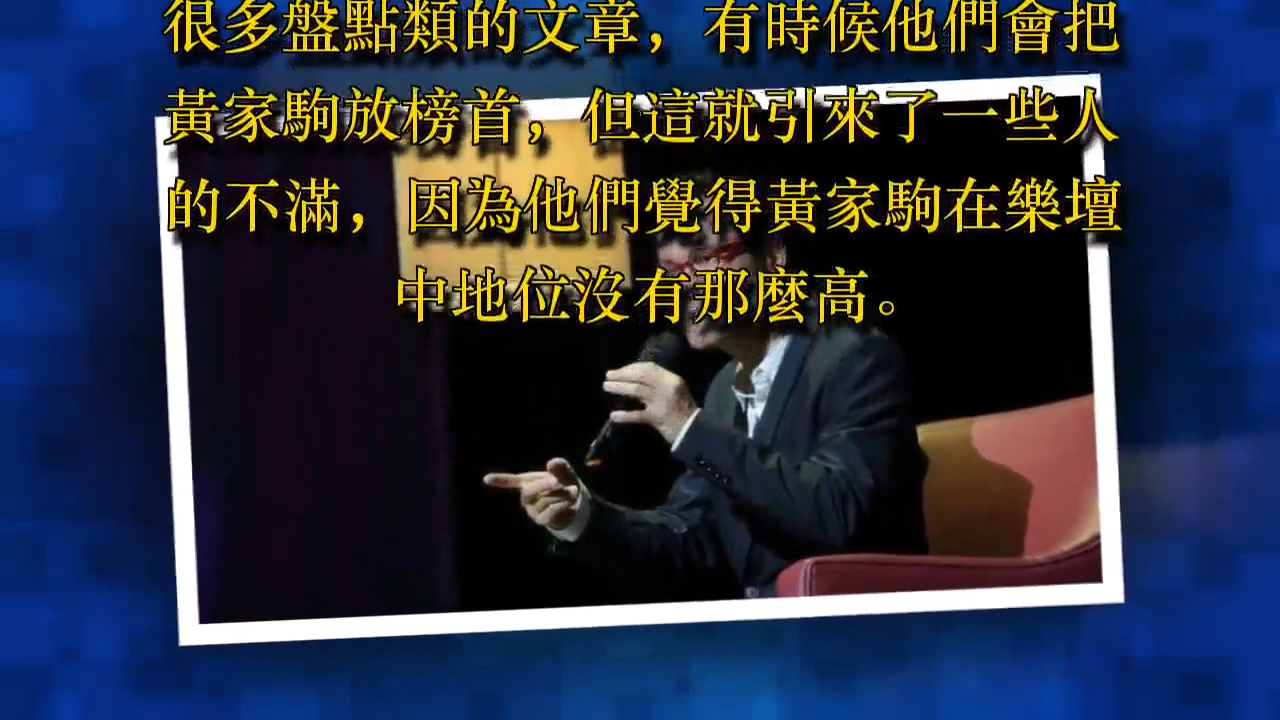 很多盤點類的文章，有時候他們會把
黃家駒放榜首，但這就引來了一些人
的不滿，因為他們覺得黃家駒在樂壇
中地位沒有那麼高。